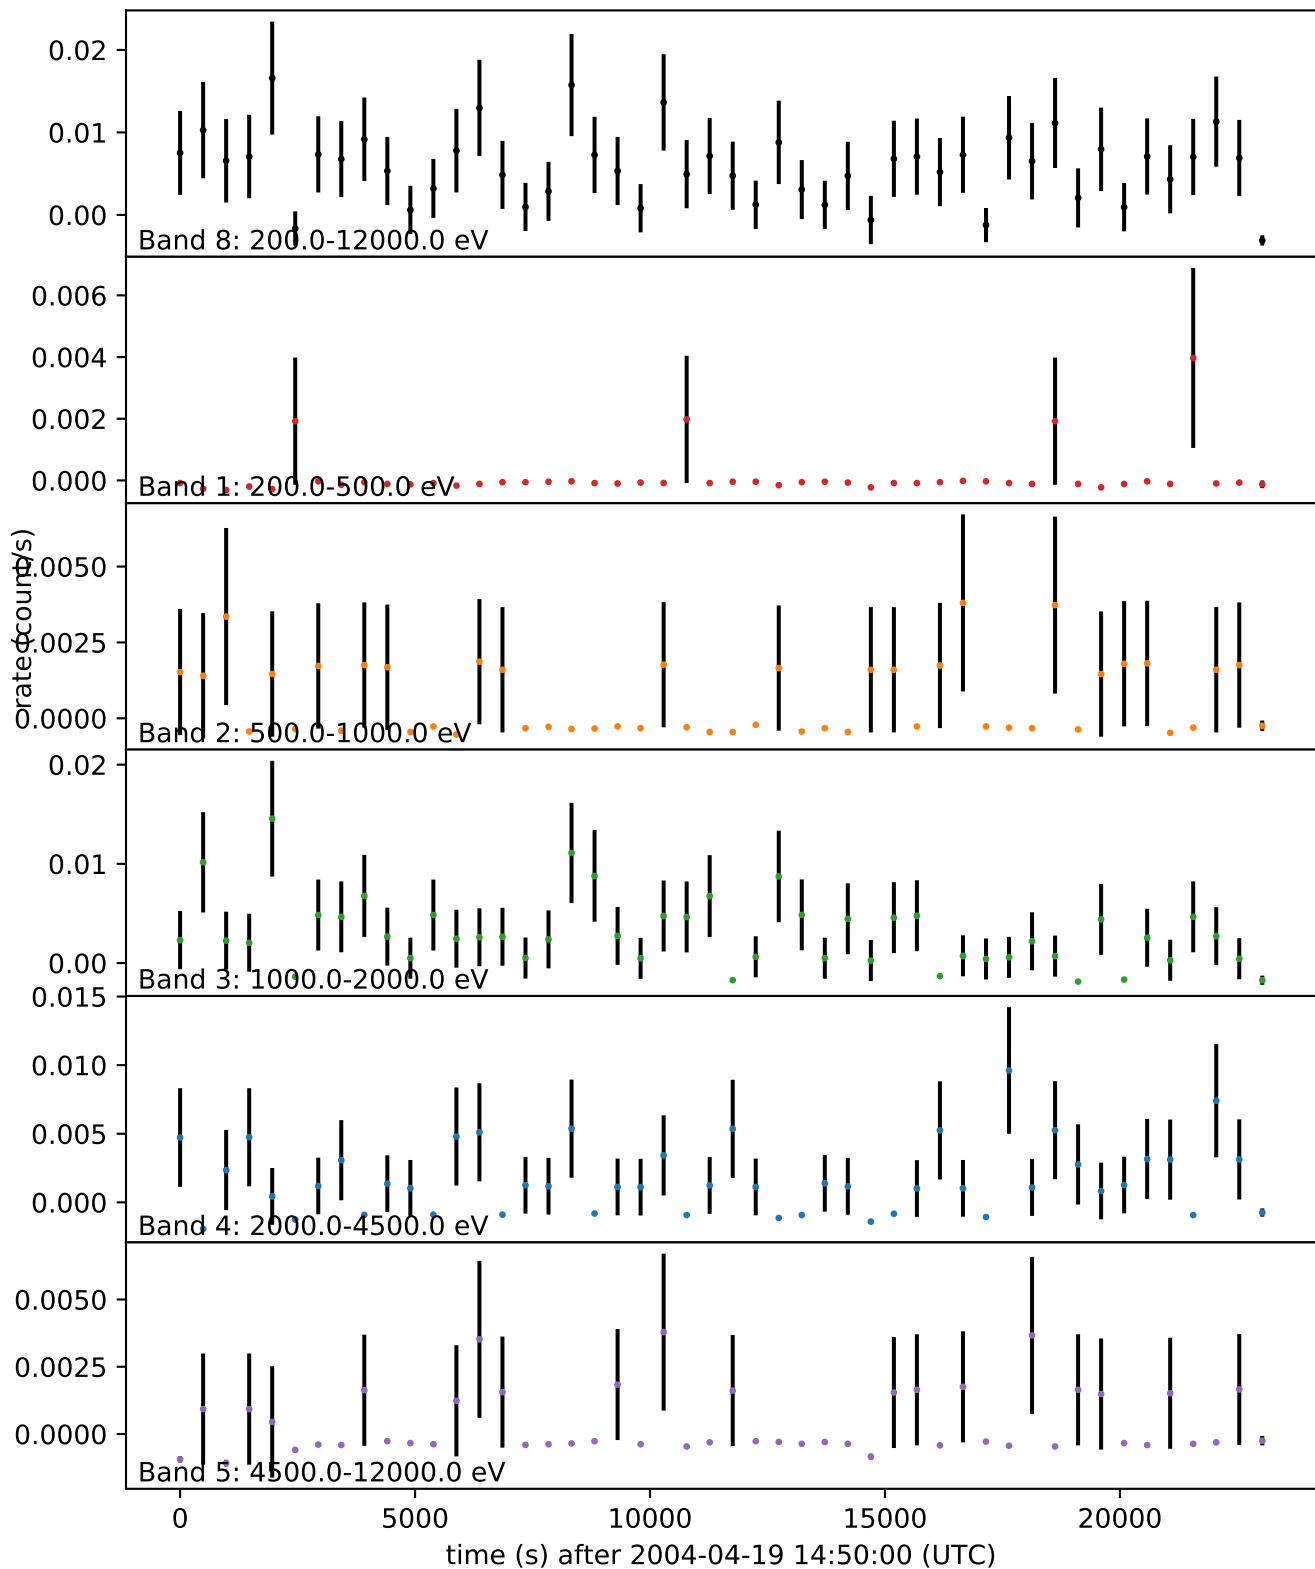 0.02
0.01
0.00
Band 8: 200.0-12000.0 eV
0.006
0.004
0.002
0.000
Band 1: 200.0-500.0 eV
0.0050
0.0025
0.0000
Band 2: 500.0-1000.0 eV
orate (count/s)
0.02
0.01
0.00
Band 3: 1000.0-2000.0 eV
0.015
0.010
0.005
0.000
Band 4: 2000.0-4500.0 eV
0.0050
0.0025
0.0000
Band 5: 4500.0-12000.0 eV
0 5000 10000 15000 20000
time (s) after 2004-04-19 14:50:00 (UTC)